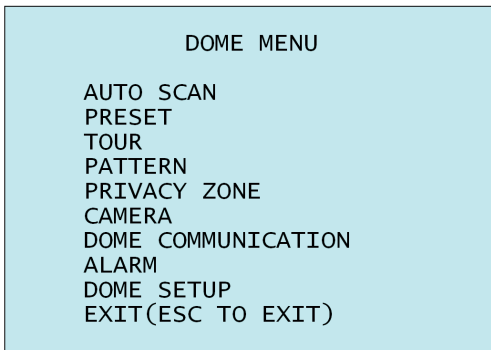 DOME MENU
AUTO SCAN
PRESET
TOUR
PATTERN
PRIVACY ZONE
CAMERA
DOME COMMUNICATION
ALARM
DOME SETUP
EXIT(ESC TO EXIT)